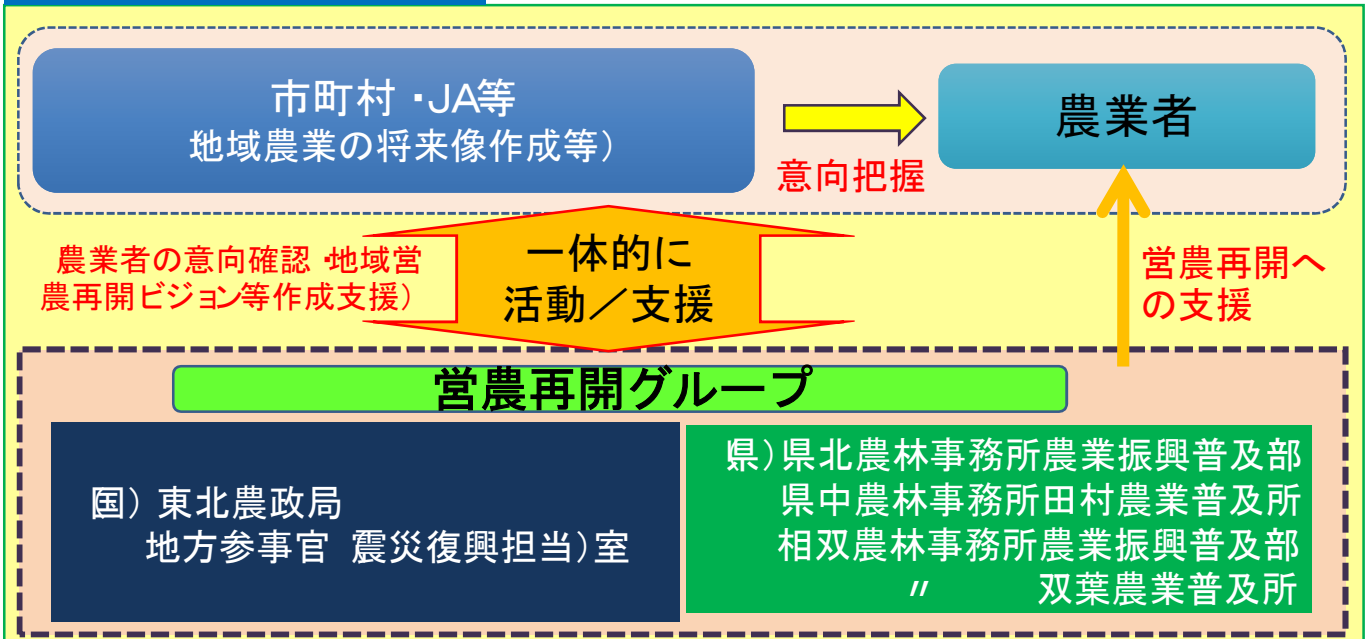 市町村・JA等
地域農業の将来像作成等）
農業者
意向把握
農業者の意向確認・地域営
農再開ビジョン等作成支援）
一体的に
活動／支援
営農再開へ
の支援
営農再開グループ
国）東北農政局
地方参事官 震災復興担当）室
県）県北農林事務所農業振興普及部
県中農林事務所田村農業普及所
相双農林事務所農業振興普及部
〃 双葉農業普及所